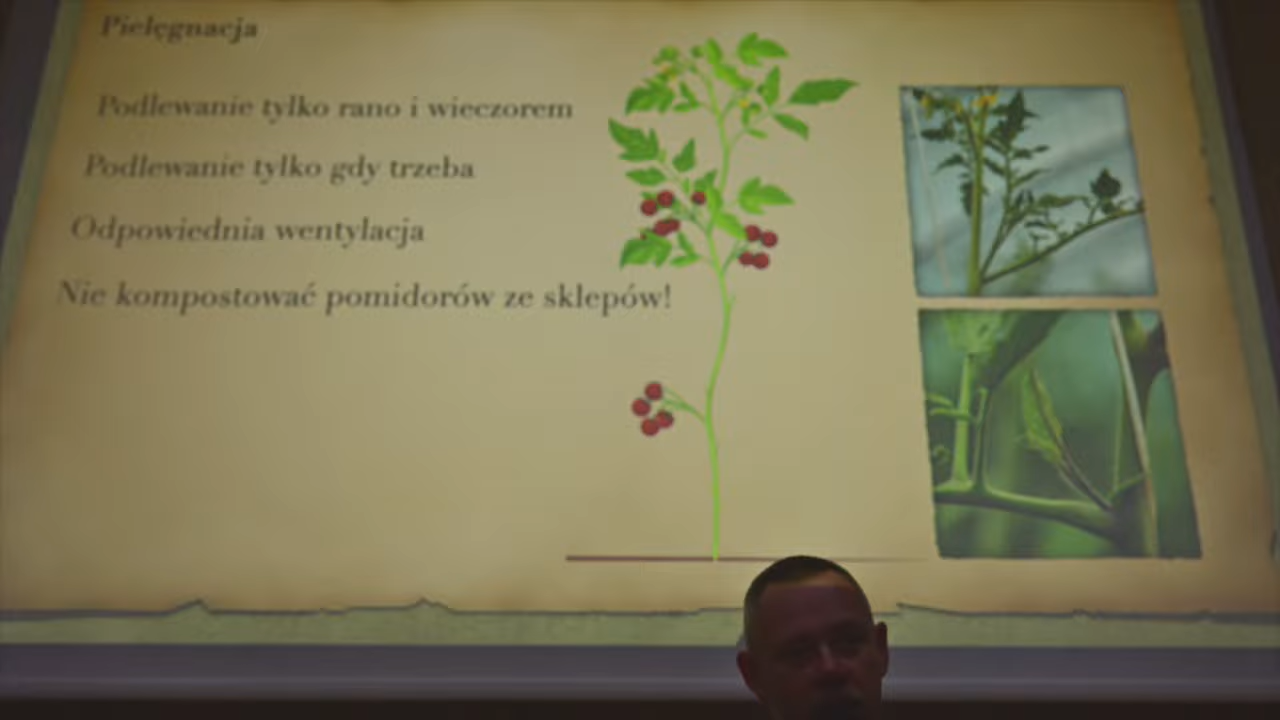 Pielęgnacja
Podlewanie tylko rano i wieczorem
Podlewanie tylko gdy trzeba
Odpowiednia wentylacja
Nie kompostować pomidorów ze sklepów!